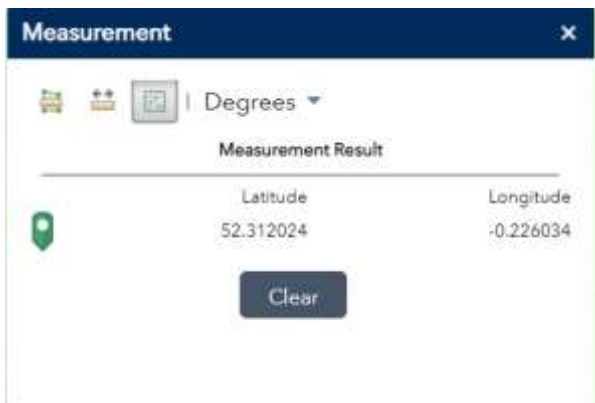 Measurement ×
Degrees
Measurement Result
Latitude Longitude
52.312024 -0.226034
Clear